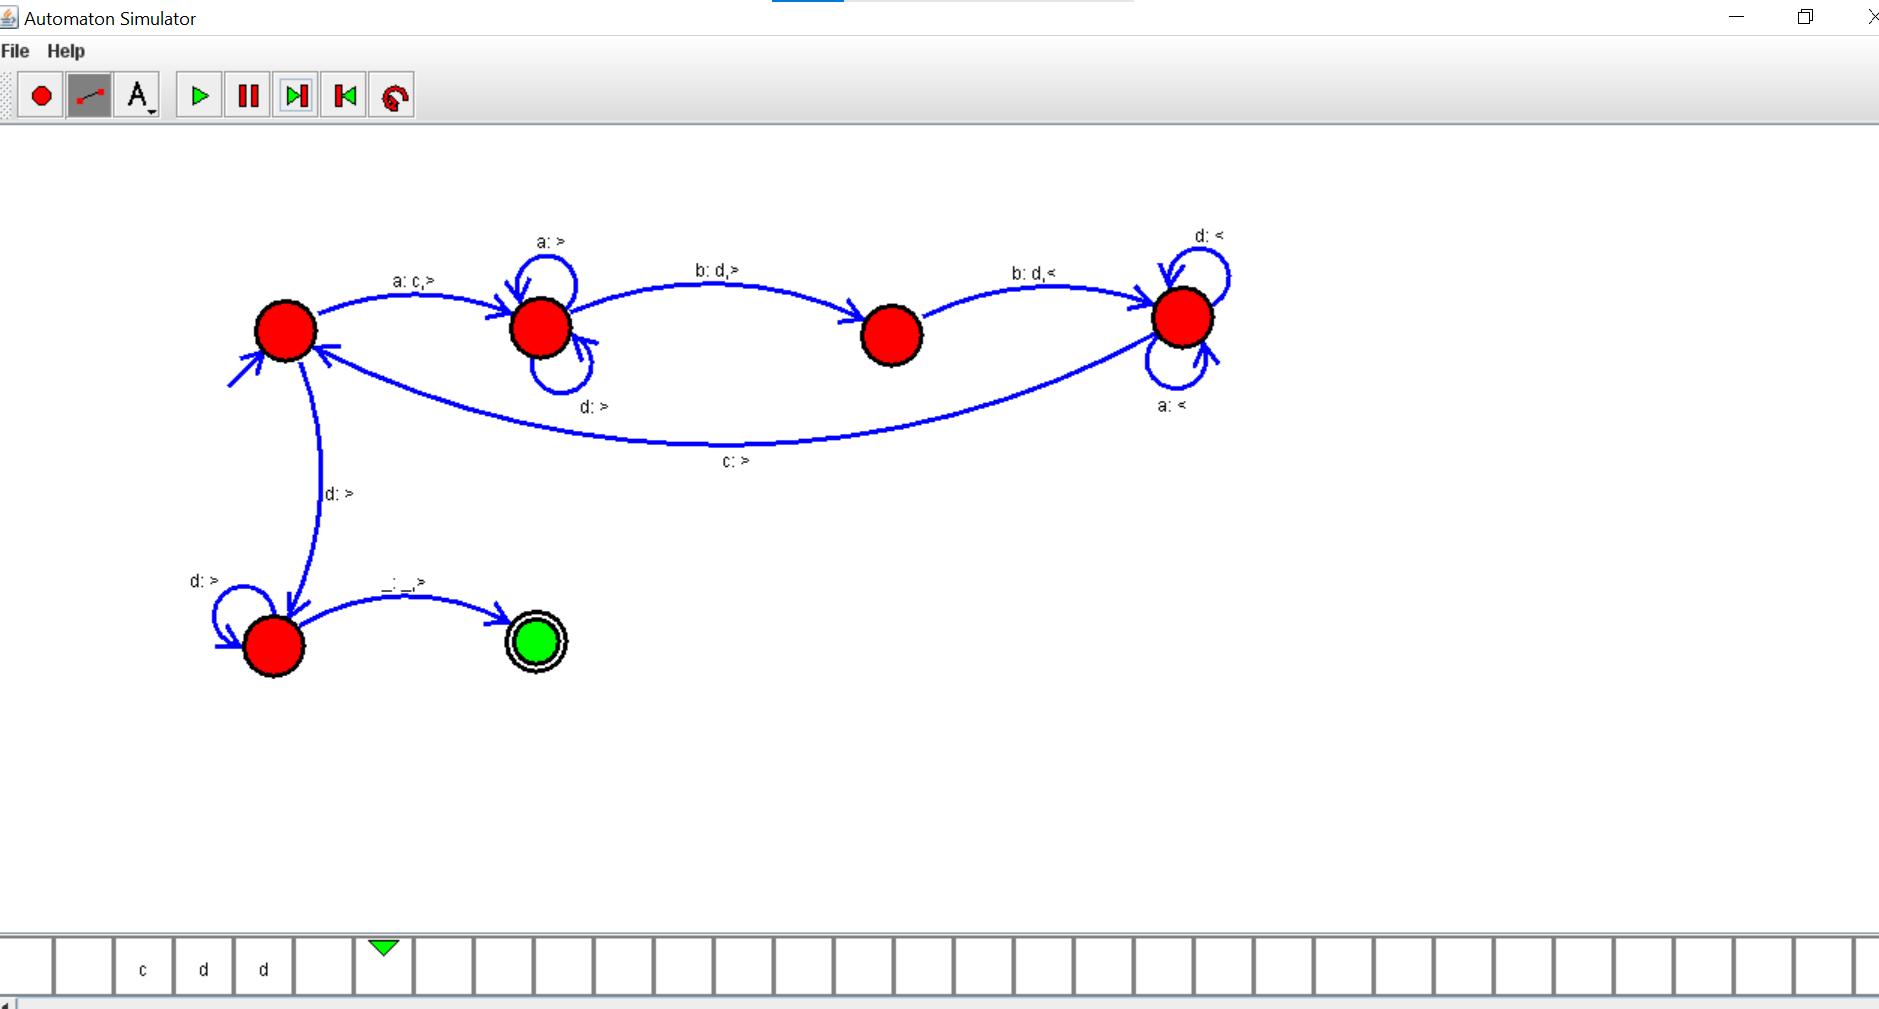 Automaton Simulator
File Help
A
d: <
a: >
b: d,>
b: d,<
a: c,>
d: >
a: <
c: >
d: >
d: >
_: _,>
c d d